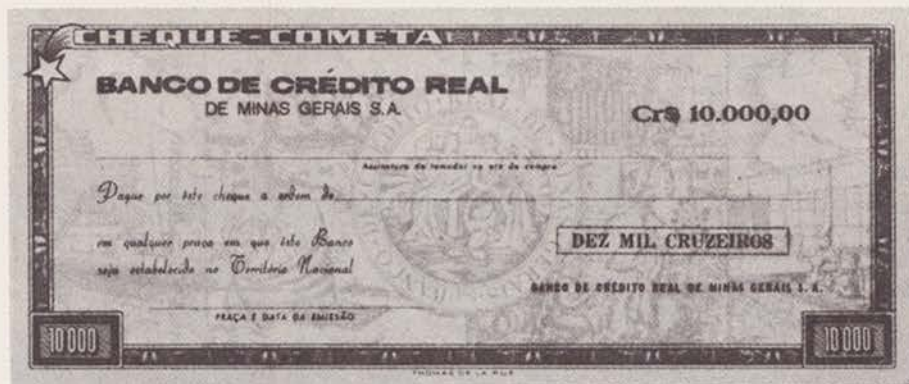 CHEQUE-COMETA
BANCO DE CRÉDITO REAL
DE MINAS GERAIS S.A.
Cr$ 10.000,00
Assinatura do tomador no ato da compra
Pague por êste cheque a ordem de
em qualquer praça em que êste Banco
seja estabelecido no Território Nacional
DEZ MIL CRUZEIROS
BANCO DE CRÉDITO REAL DE MINAS GERAIS S. A.
PRAÇA E DATA DA EMISSÃO
10000
10000
THOMAS DE LA RUE